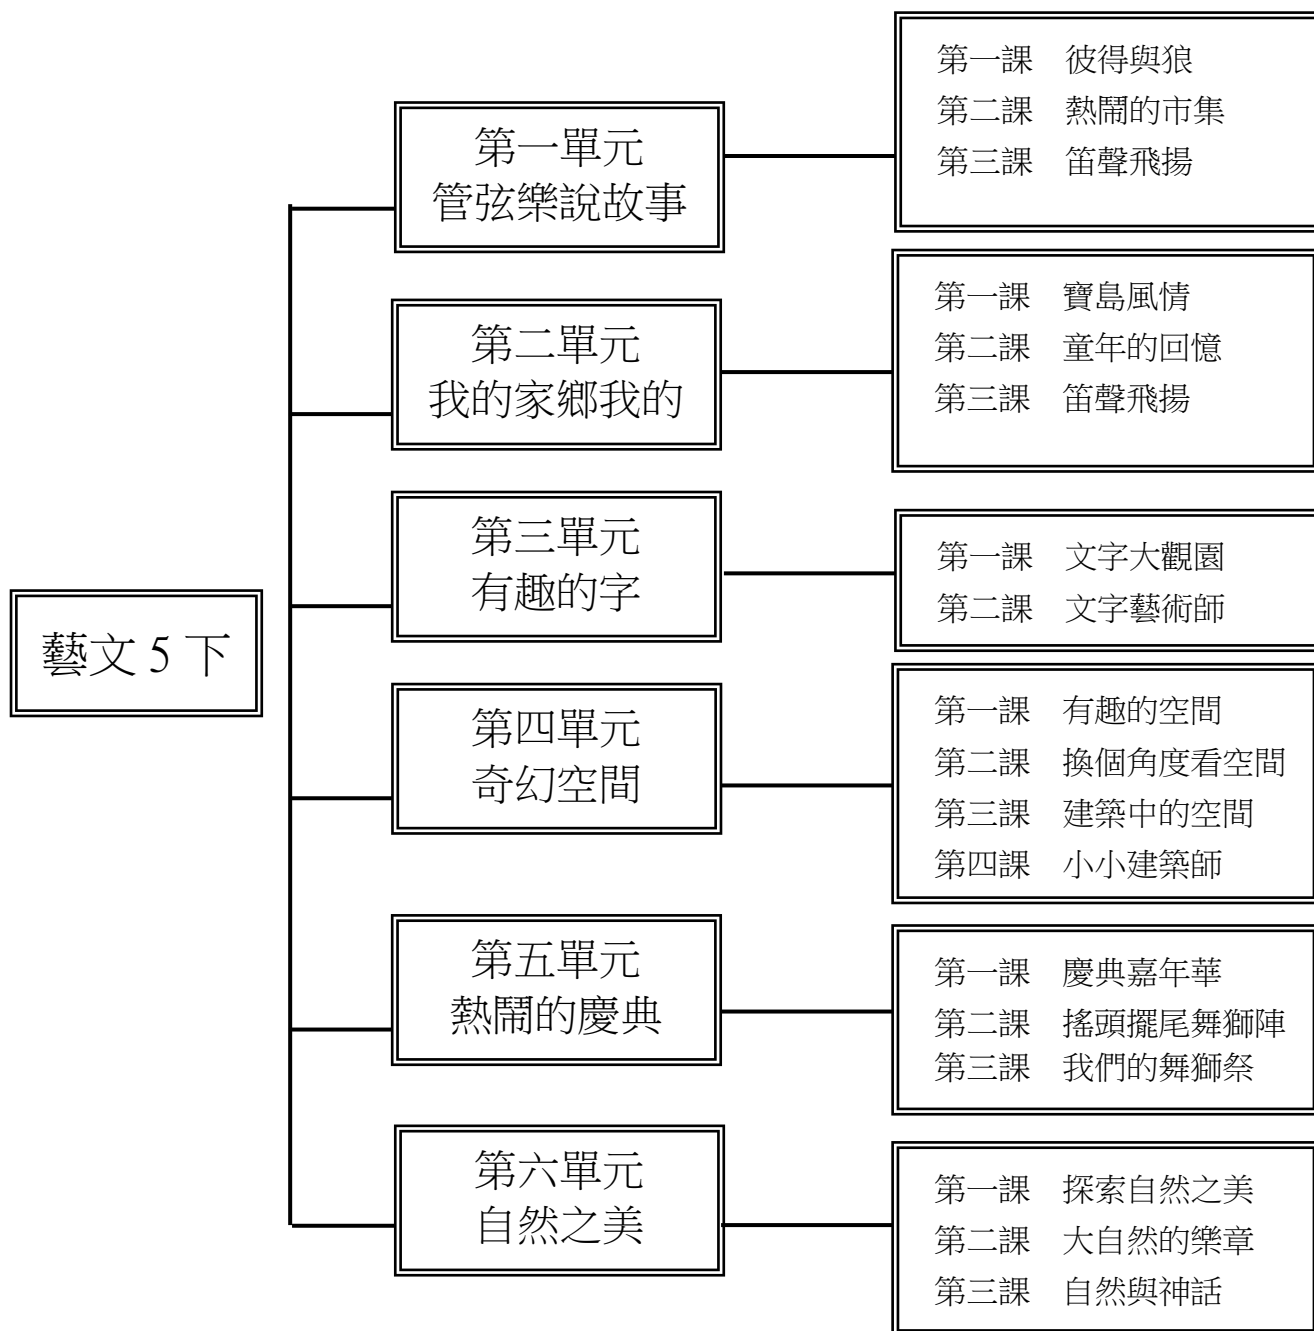 藝文 5 下
第一單元
管弦樂說故事
第一課 彼得與狼
第二課 熱鬧的市集
第三課 笛聲飛揚
第二單元
我的家鄉我的
第一課 寶島風情
第二課 童年的回憶
第三課 笛聲飛揚
第三單元
有趣的字
第一課 文字大觀園
第二課 文字藝術師
第四單元
奇幻空間
第一課 有趣的空間
第二課 換個角度看空間
第三課 建築中的空間
第四課 小小建築師
第五單元
熱鬧的慶典
第一課 慶典嘉年華
第二課 搖頭擺尾舞獅陣
第三課 我們的舞獅祭
第六單元
自然之美
第一課 探索自然之美
第二課 大自然的樂章
第三課 自然與神話